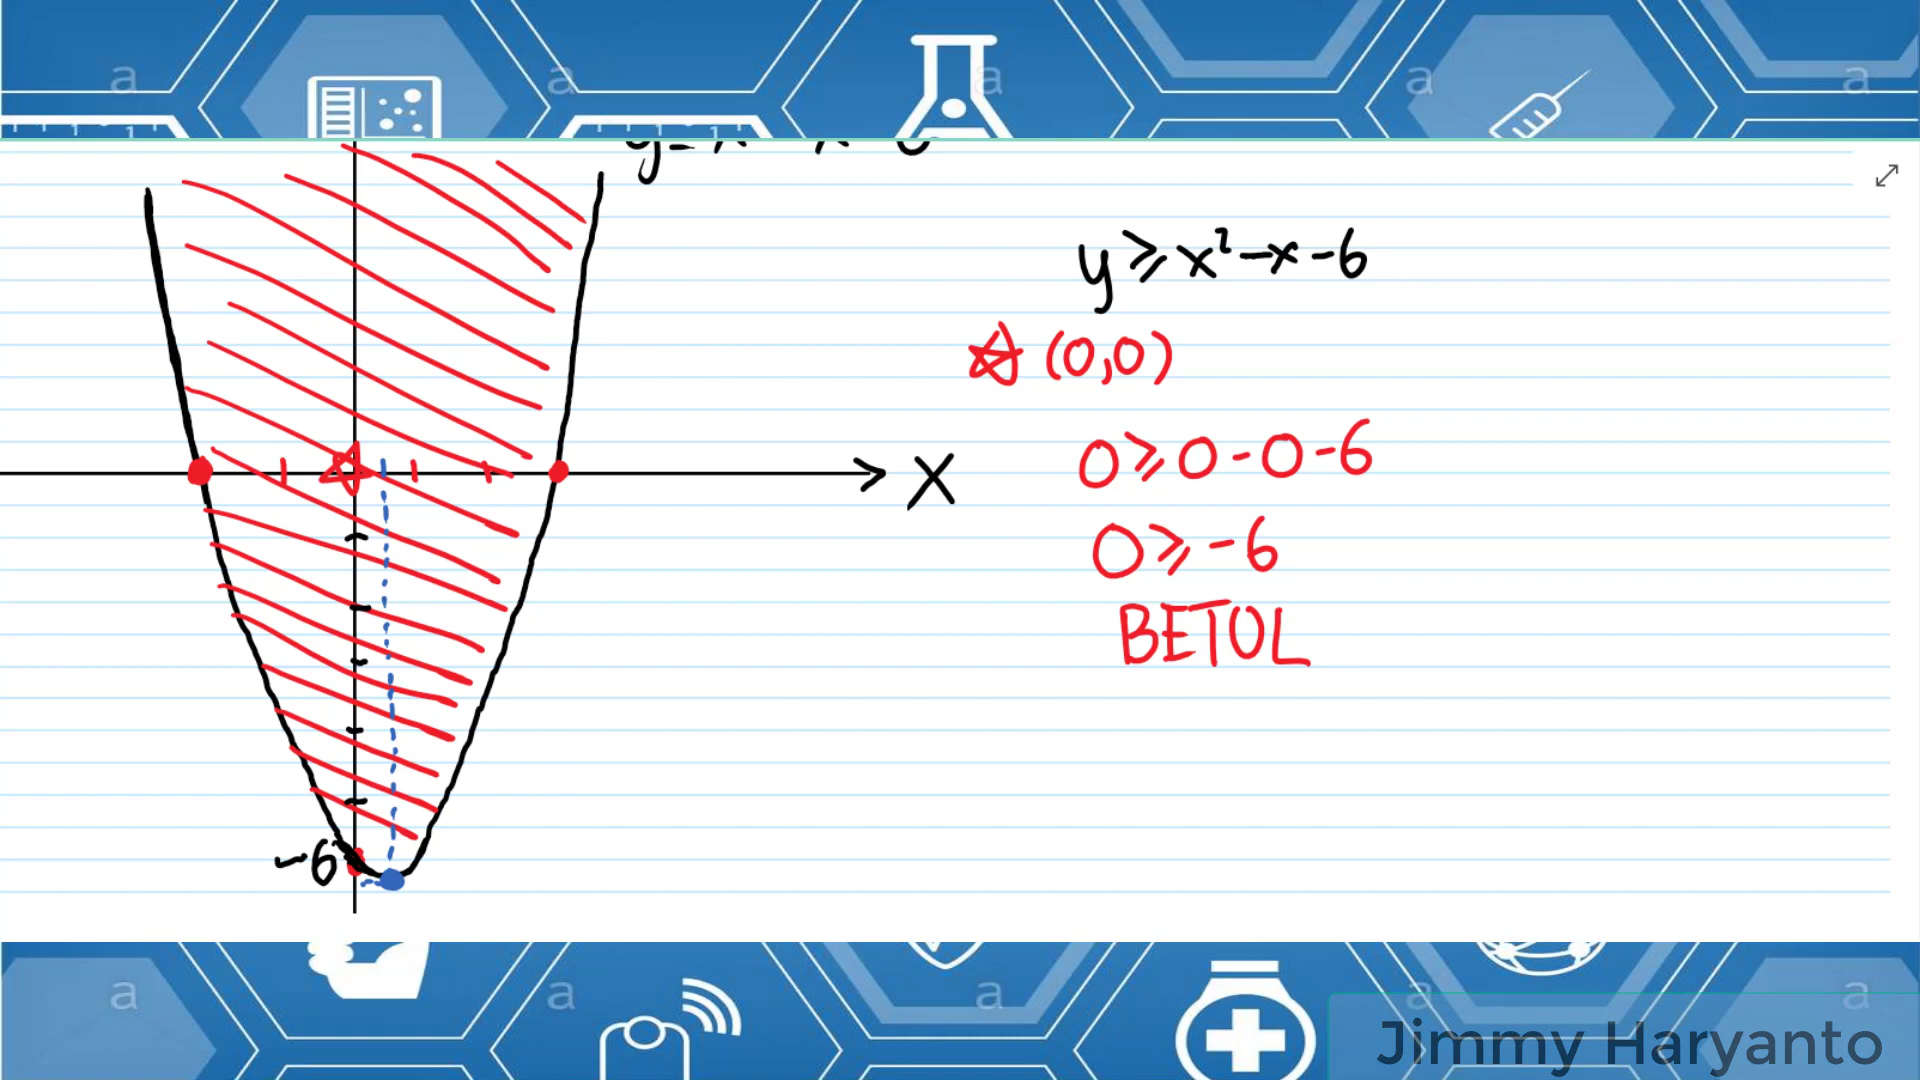 y ≥ x² - x - 6
(0,0)
0 ≥ 0 - 0 - 6
X
0 ≥ -6
BETUL
-6
Jimmy Haryanto